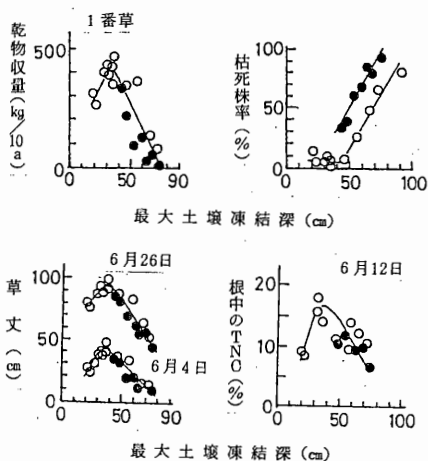 1番草
乾物収量(kg/10a)
500
0
0 50 90
枯死株率(%)
100
50
0
0 50 100
最大土壌凍結深(cm)
6月26日
6月4日
草丈(cm)
100
50
0
0 50 90
6月12日
根中のTNC(%)
20
10
0
0 50 100
最大土壌凍結深(cm)